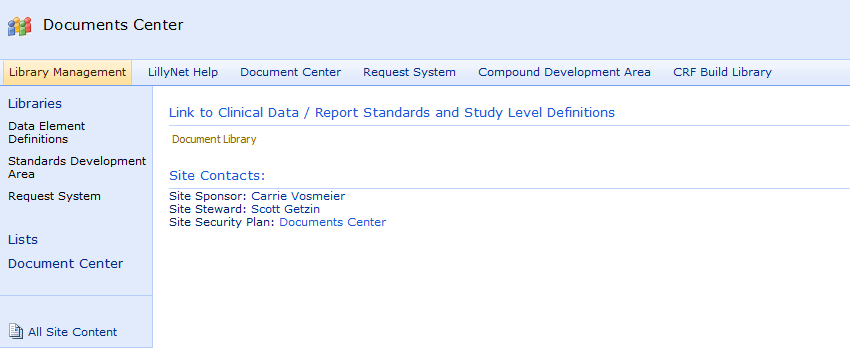 Documents Center
Library Management
LillyNet Help
Document Center
Request System
Compound Development Area
CRF Build Library
Libraries
Data Element
Definitions
Standards Development
Area
Request System
Lists
Document Center
All Site Content
Link to Clinical Data / Report Standards and Study Level Definitions
Document Library
Site Contacts:
Site Sponsor: Carrie Vosmeier
Site Steward: Scott Getzin
Site Security Plan: Documents Center